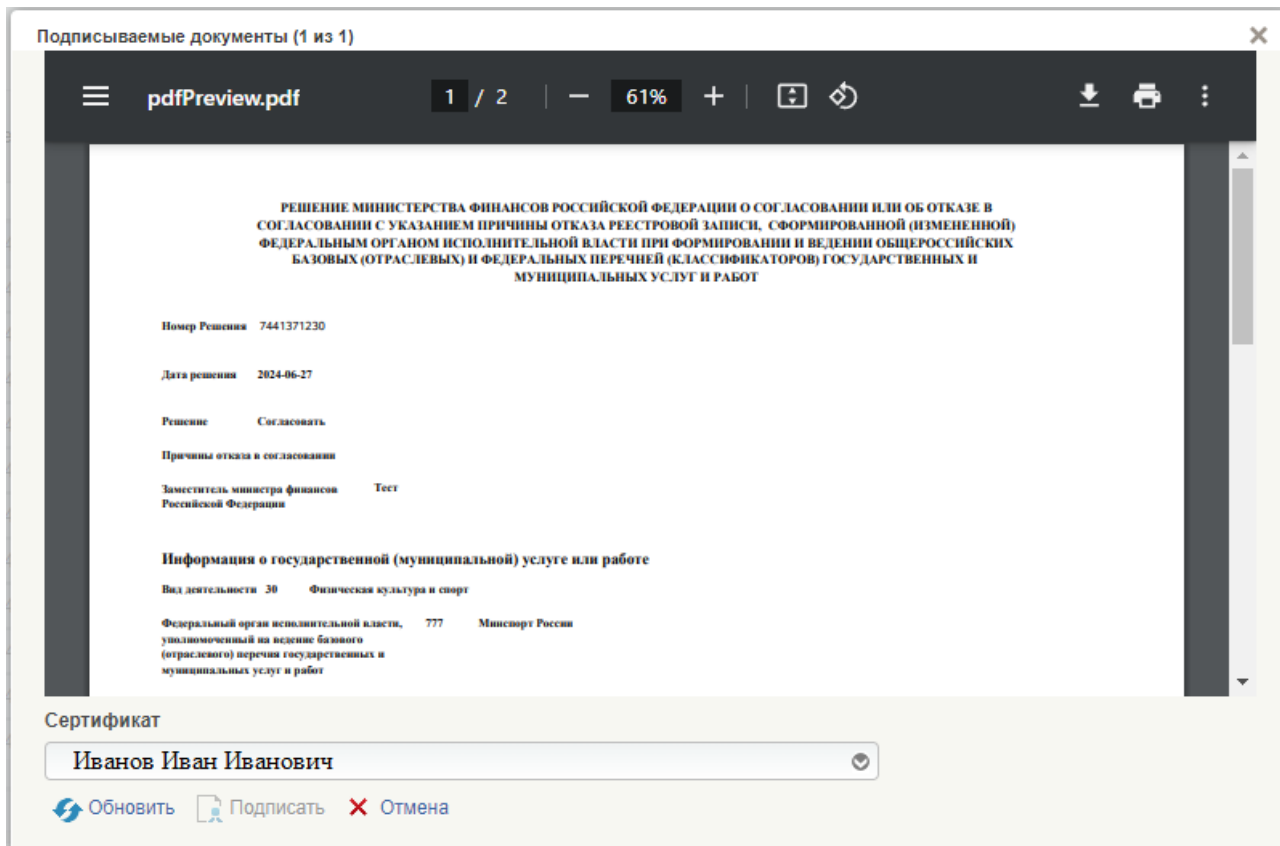 Подписываемые документы (1 из 1)
pdfPreview.pdf 1 / 2 61%
РЕШЕНИЕ МИНИСТЕРСТВА ФИНАНСОВ РОССИЙСКОЙ ФЕДЕРАЦИИ О СОГЛАСОВАНИИ ИЛИ ОБ ОТКАЗЕ В
СОГЛАСОВАНИИ С УКАЗАНИЕМ ПРИЧИНЫ ОТКАЗА РЕЕСТРОВОЙ ЗАПИСИ, СФОРМИРОВАННОЙ (ИЗМЕНЕННОЙ)
ФЕДЕРАЛЬНЫМ ОРГАНОМ ИСПОЛНИТЕЛЬНОЙ ВЛАСТИ ПРИ ФОРМИРОВАНИИ И ВЕДЕНИИ ОБЩЕРОССИЙСКИХ
БАЗОВЫХ (ОТРАСЛЕВЫХ) И ФЕДЕРАЛЬНЫХ ПЕРЕЧНЕЙ (КЛАССИФИКАТОРОВ) ГОСУДАРСТВЕННЫХ И
МУНИЦИПАЛЬНЫХ УСЛУГ И РАБОТ
Номер Решения 7441371230
Дата решения 2024-06-27
Решение Согласовать
Причины отказа в согласовании
Заместитель министра финансов Тест
Российской Федерации
Информация о государственной (муниципальной) услуге или работе
Вид деятельности 30 Физическая культура и спорт
Федеральный орган исполнительной власти, 777 Минспорт России
уполномоченный на ведение базового
(отраслевого) перечня государственных и
муниципальных услуг и работ
Сертификат
Иванов Иван Иванович
Обновить Подписать Отмена